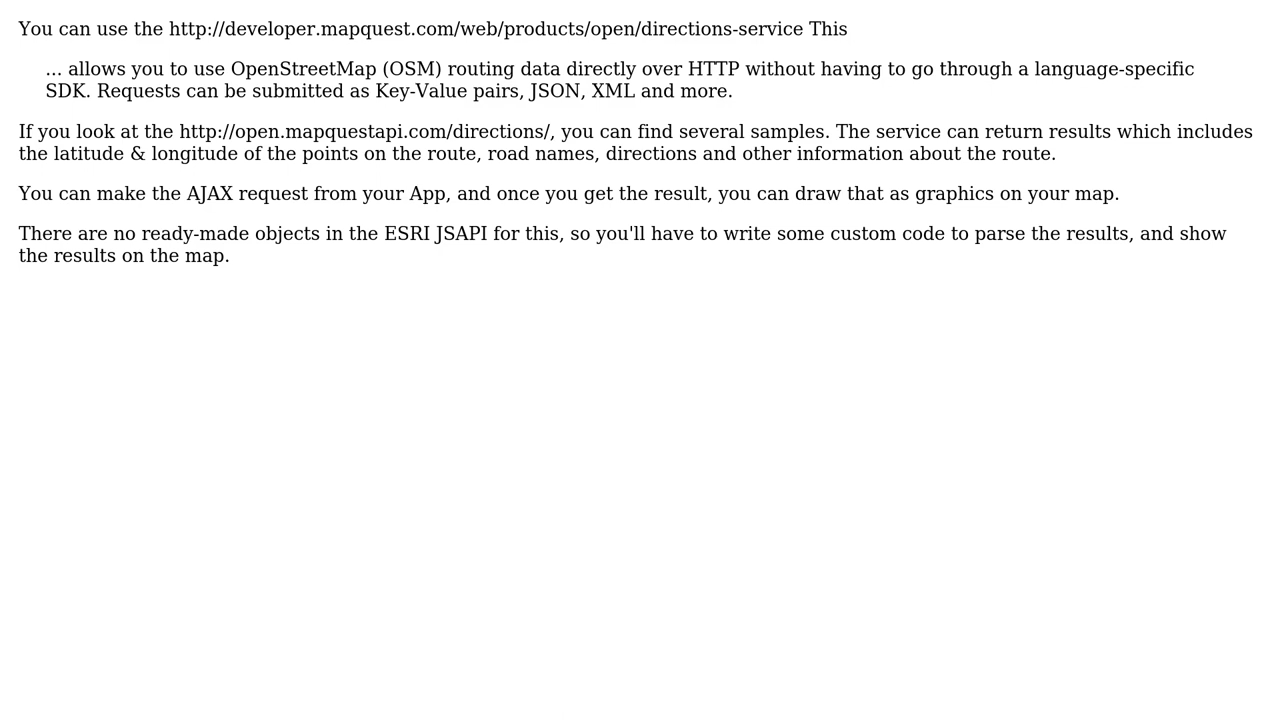 You can use the http://developer.mapquest.com/web/products/open/directions-service This
... allows you to use OpenStreetMap (OSM) routing data directly over HTTP without having to go through a language-specific
SDK. Requests can be submitted as Key-Value pairs, JSON, XML and more.
If you look at the http://open.mapquestapi.com/directions/, you can find several samples. The service can return results which includes
the latitude & longitude of the points on the route, road names, directions and other information about the route.
You can make the AJAX request from your App, and once you get the result, you can draw that as graphics on your map.
There are no ready-made objects in the ESRI JSAPI for this, so you'll have to write some custom code to parse the results, and show
the results on the map.